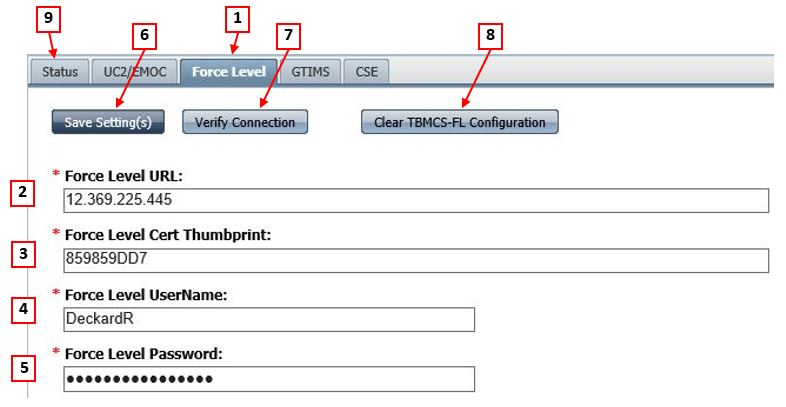 9
6
1
7
8
Status UC2/EMOC Force Level GTIMS CSE
Save Setting(s) Verify Connection Clear TBMCS-FL Configuration
* Force Level URL:
2 12.369.225.445
* Force Level Cert Thumbprint:
3 859859DD7
* Force Level UserName:
4 DeckardR
* Force Level Password:
5 ●●●●●●●●●●●●●●●●